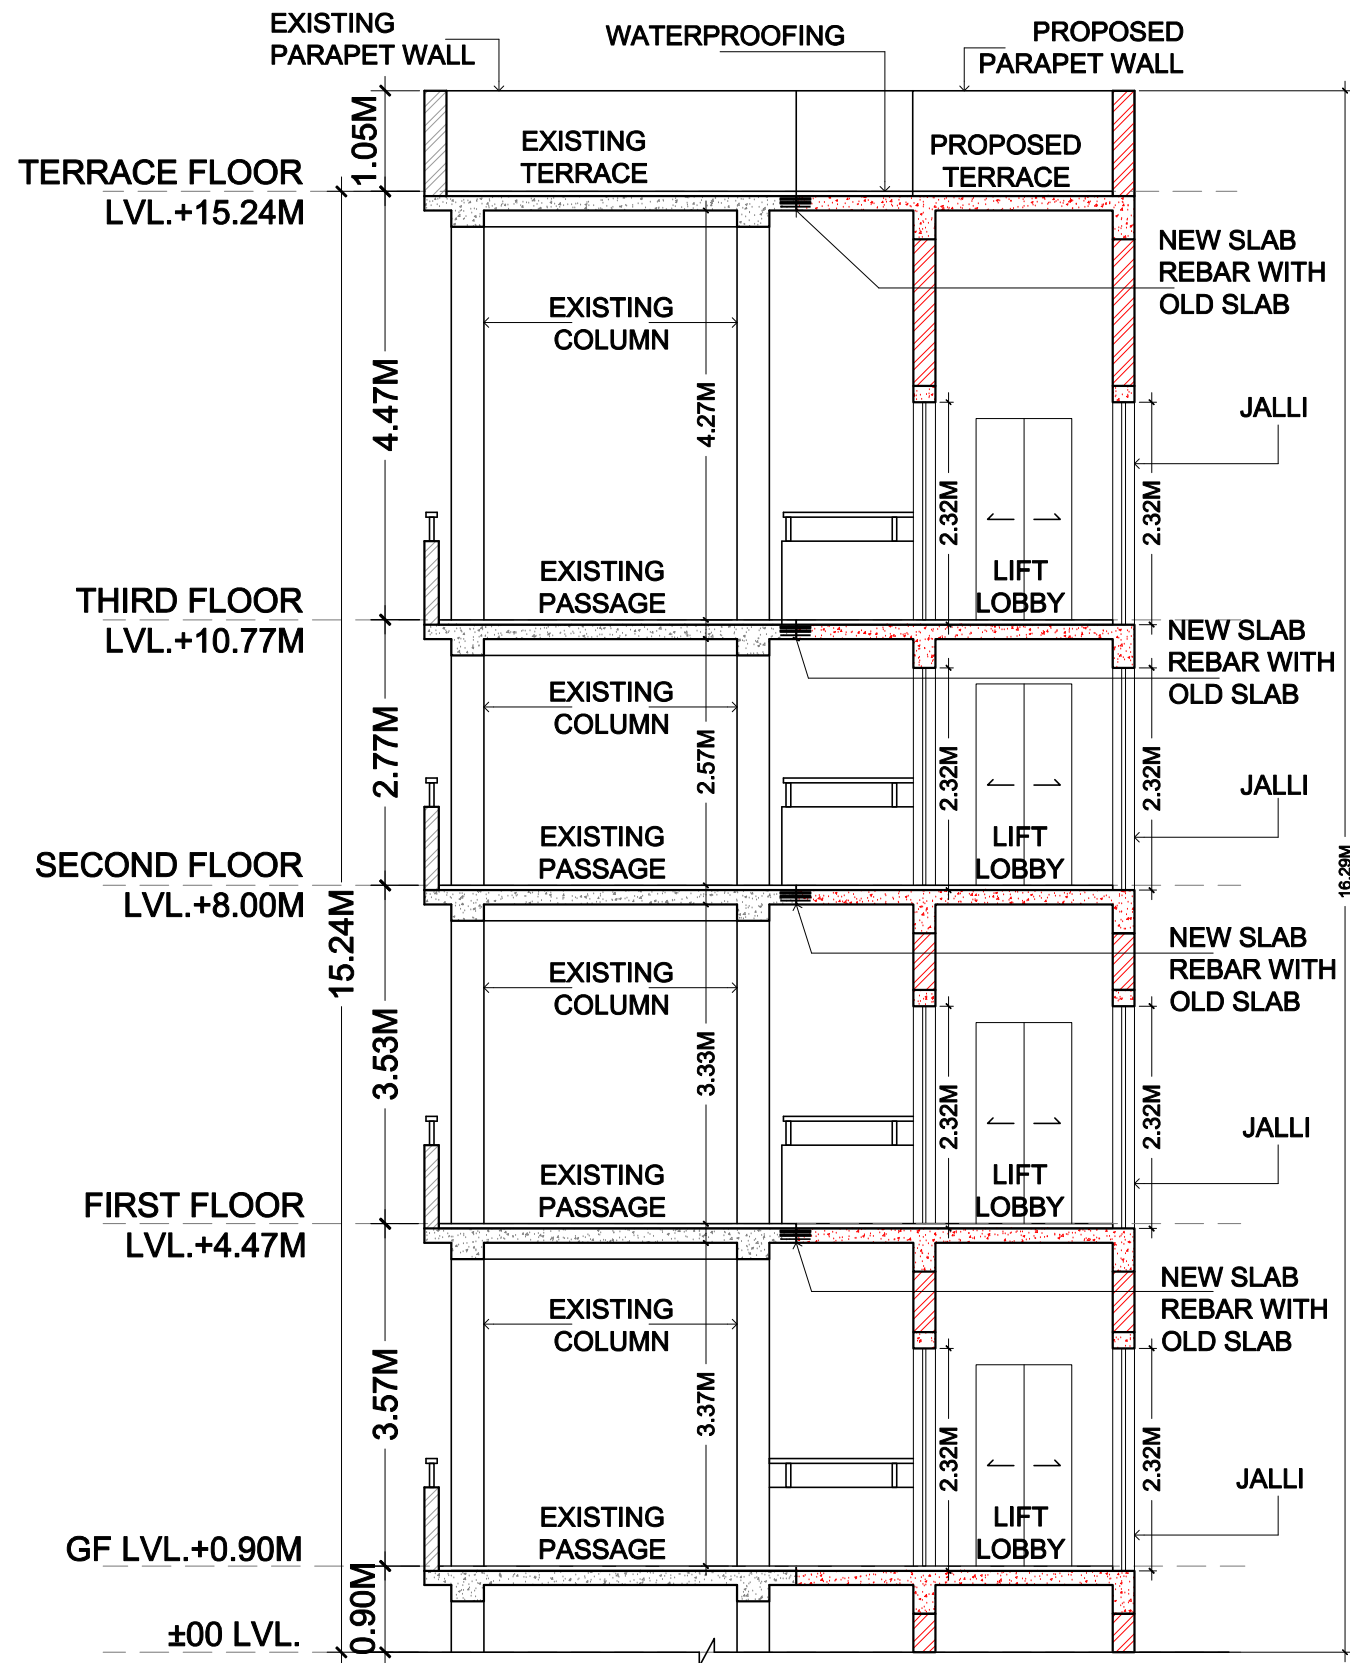 EXISTING
PARAPET WALL
WATERPROOFING
PROPOSED
PARAPET WALL
1.05M
EXISTING
TERRACE
PROPOSED
TERRACE
TERRACE FLOOR
LVL.+15.24M
NEW SLAB
REBAR WITH
OLD SLAB
EXISTING
COLUMN
4.47M
4.27M
JALLI
2.32M
2.32M
EXISTING
PASSAGE
LIFT
LOBBY
THIRD FLOOR
LVL.+10.77M
NEW SLAB
REBAR WITH
OLD SLAB
EXISTING
COLUMN
2.77M
2.57M
2.32M
2.32M
JALLI
EXISTING
PASSAGE
LIFT
LOBBY
SECOND FLOOR
LVL.+8.00M
16.29M
15.24M
NEW SLAB
REBAR WITH
OLD SLAB
EXISTING
COLUMN
3.53M
3.33M
2.32M
2.32M
JALLI
EXISTING
PASSAGE
LIFT
LOBBY
FIRST FLOOR
LVL.+4.47M
NEW SLAB
REBAR WITH
OLD SLAB
EXISTING
COLUMN
3.57M
3.37M
2.32M
2.32M
JALLI
EXISTING
PASSAGE
LIFT
LOBBY
GF LVL.+0.90M
0.90M
±00 LVL.